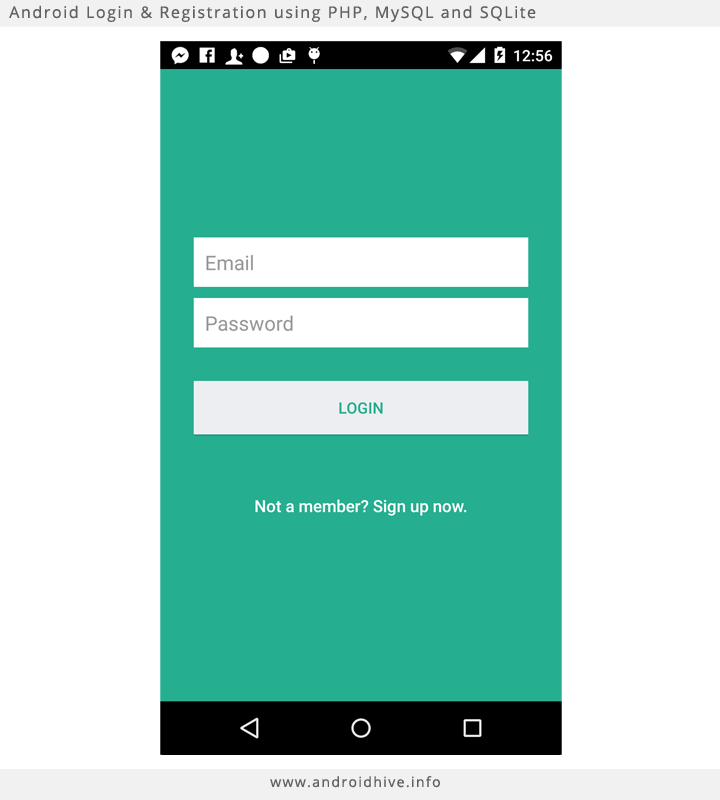 Android Login & Registration using PHP, MySQL and SQLite
12:56
Email
Password
LOGIN
Not a member? Sign up now.
www.androidhive.info